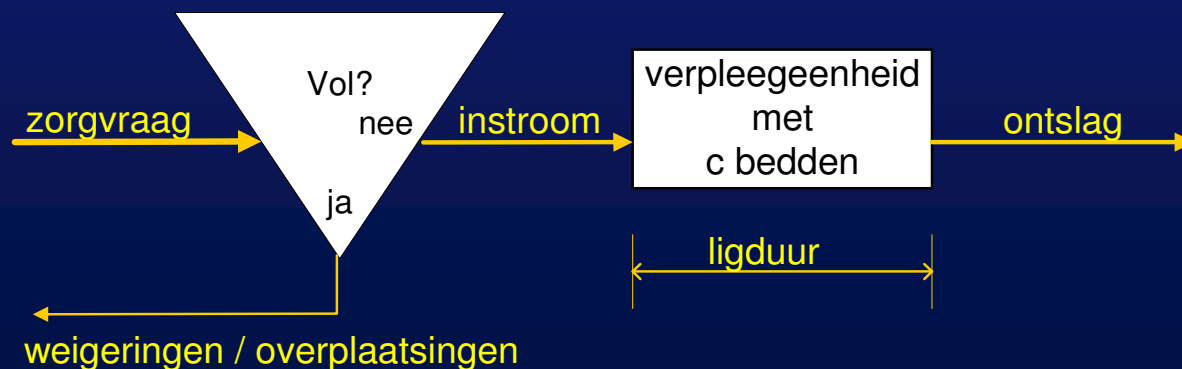 zorgvraag
Vol?
nee
ja
instroom
verpleegeenheid
met
c bedden
ontslag
ligduur
weigeringen / overplaatsingen